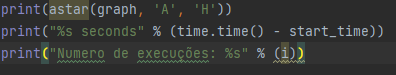 print(astar(graph, 'A', 'H'))
print("%s seconds" % (time.time() - start_time))
print("Numero de execuções: %s" % (i))